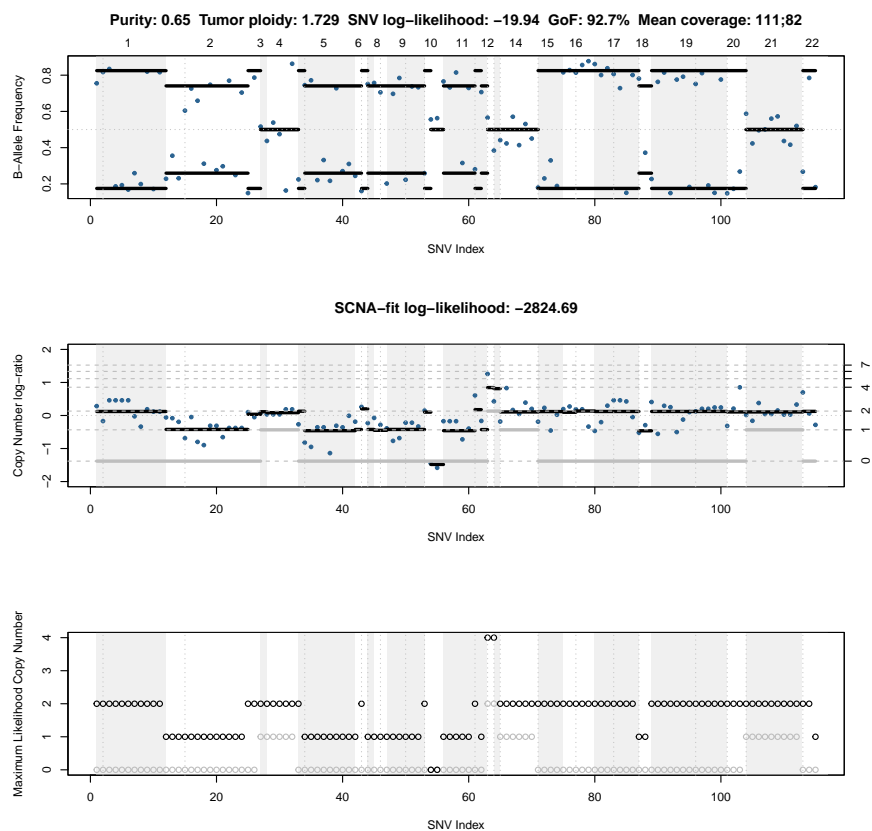 Purity: 0.65 Tumor ploidy: 1.729 SNV log−likelihood: −19.94 GoF: 92.7% Mean coverage: 111;82
1 2 3 4 5 6 8 9 10 11 12 14 15 16 17 18 19 20 21 22
B−Allele Frequency
0.8
0.6
0.4
0.2
0 20 40 60 80 100
SNV Index
SCNA−fit log−likelihood: −2824.69
Copy Number log−ratio
2
1
0
−1
−2
7
4
2
1
0
0 20 40 60 80 100
SNV Index
Maximum Likelihood Copy Number
4
3
2
1
0
0 20 40 60 80 100
SNV Index